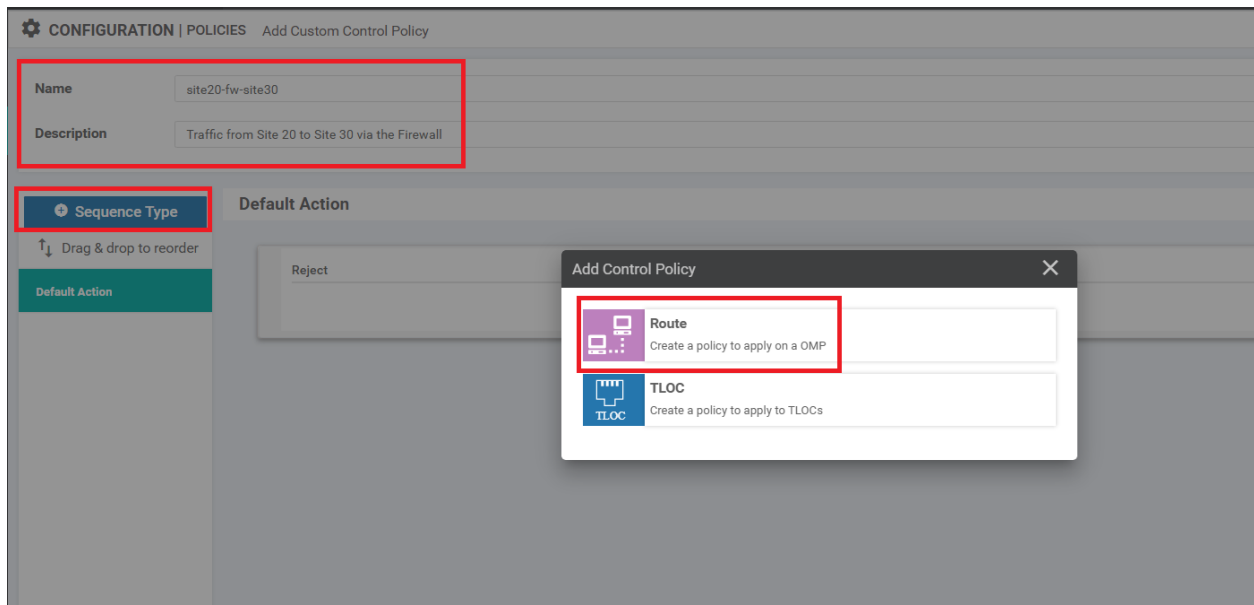 CONFIGURATION | POLICIES Add Custom Control Policy
Name site20-fw-site30
Description Traffic from Site 20 to Site 30 via the Firewall
Sequence Type
Drag & drop to reorder
Default Action
Default Action
Reject
Add Control Policy
Route
Create a policy to apply on a OMP
TLOC
TLOC
Create a policy to apply to TLOCs